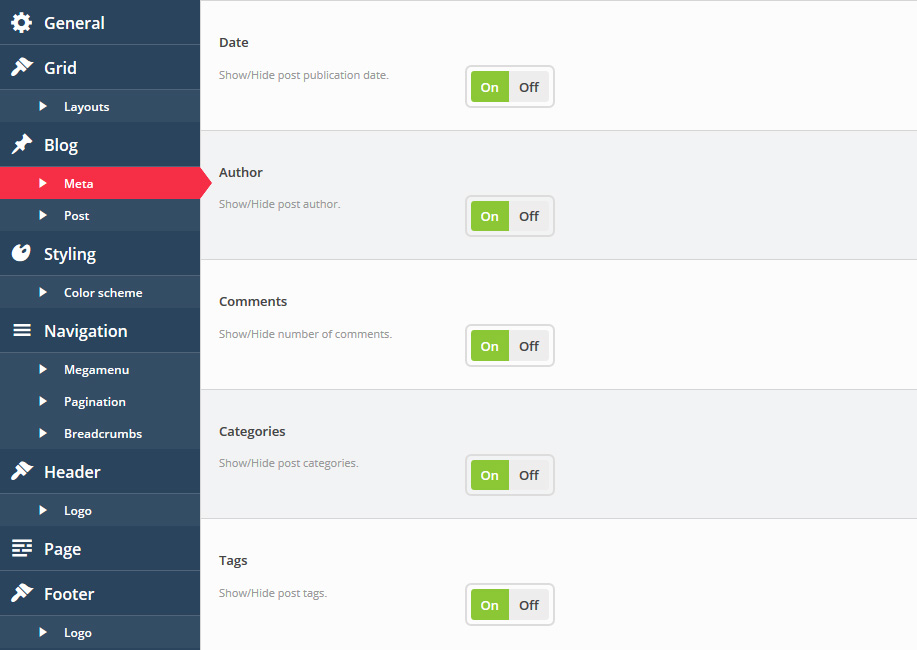 General
Grid
Layouts
Blog
Meta
Post
Styling
Color scheme
Navigation
Megamenu
Pagination
Breadcrumbs
Header
Logo
Page
Footer
Logo
Date
Show/Hide post publication date.
On Off
Author
Show/Hide post author.
On Off
Comments
Show/Hide number of comments.
On Off
Categories
Show/Hide post categories.
On Off
Tags
Show/Hide post tags.
On Off